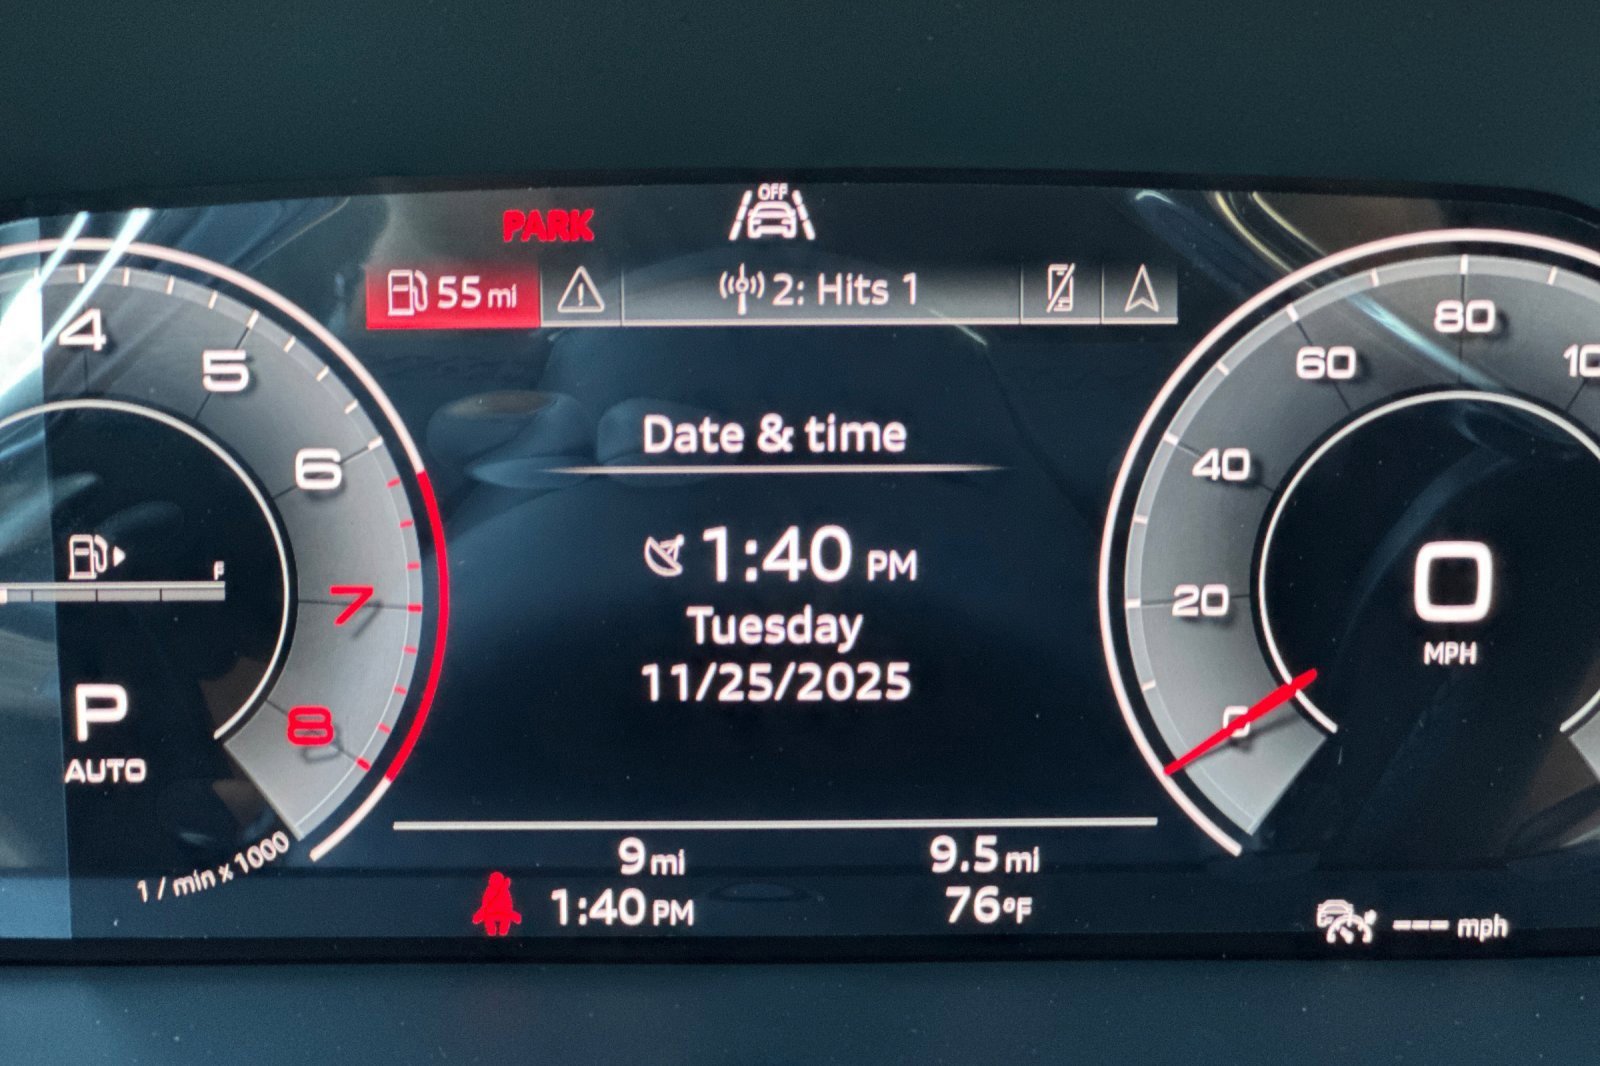 OFF
PARK
55 mi
2: Hits 1
4
5
6
7
8
1 / min x 1000
F
P
AUTO
Date & time
1:40 PM
Tuesday
11/25/2025
9 mi
9.5 mi
1:40 PM
76°F
0
20
40
60
80
0
MPH
--- mph